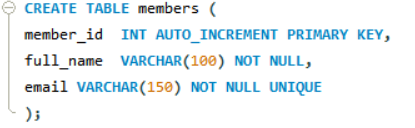 CREATE TABLE members (
member_id  INT AUTO_INCREMENT PRIMARY KEY,
full_name  VARCHAR(100) NOT NULL,
email VARCHAR(150) NOT NULL UNIQUE
);